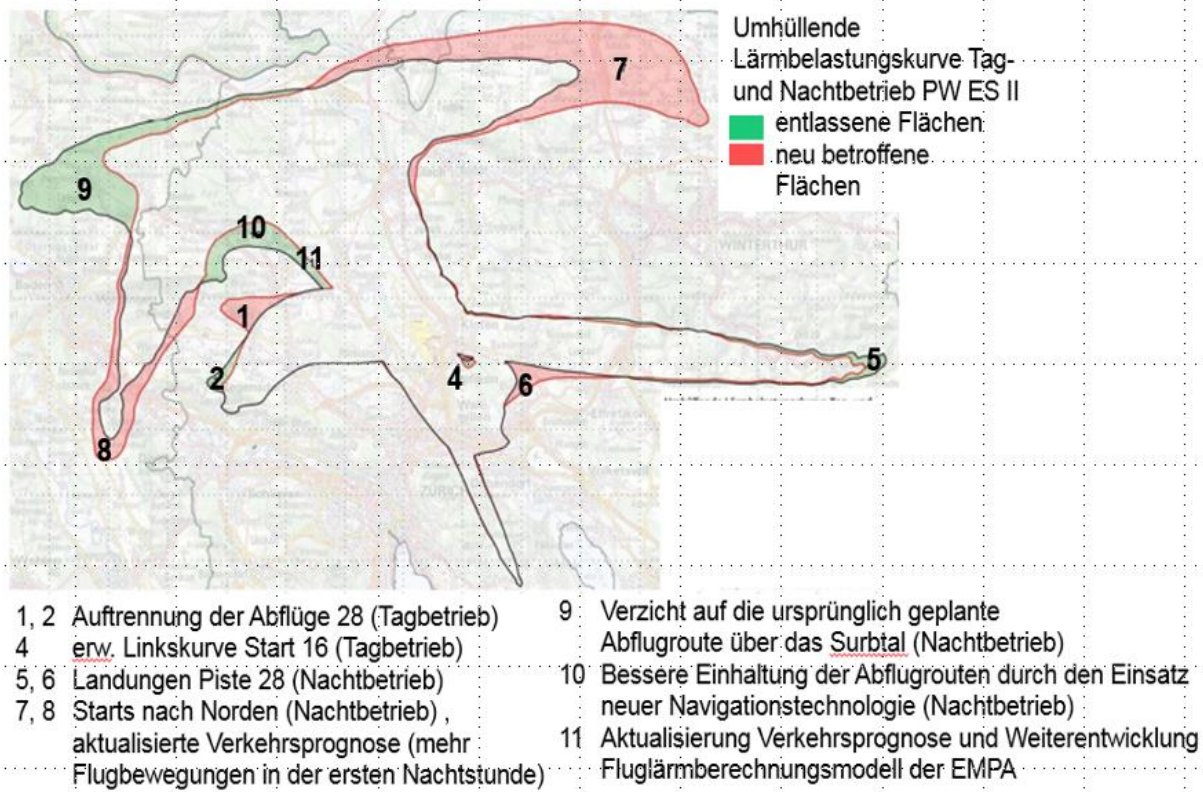 Umhüllende
Lärmbelastungskurve Tag-
und Nachtbetrieb PW ES II
entlassene Flächen
neu betroffene
Flächen
7
9
10
11
WINTERTHUR
1
5
2
4
6
8
ZÜRICH
1, 2 Auftrennung der Abflüge 28 (Tagbetrieb)
4 erw. Linkskurve Start 16 (Tagbetrieb)
5, 6 Landungen Piste 28 (Nachtbetrieb)
7, 8 Starts nach Norden (Nachtbetrieb) ,
aktualisierte Verkehrsprognose (mehr
Flugbewegungen in der ersten Nachtstunde)
9 Verzicht auf die ursprünglich geplante
Abflugroute über das Surbtal (Nachtbetrieb)
10 Bessere Einhaltung der Abflugrouten durch den Einsatz
neuer Navigationstechnologie (Nachtbetrieb)
11 Aktualisierung Verkehrsprognose und Weiterentwicklung
Fluglärmberechnungsmodell der EMPA